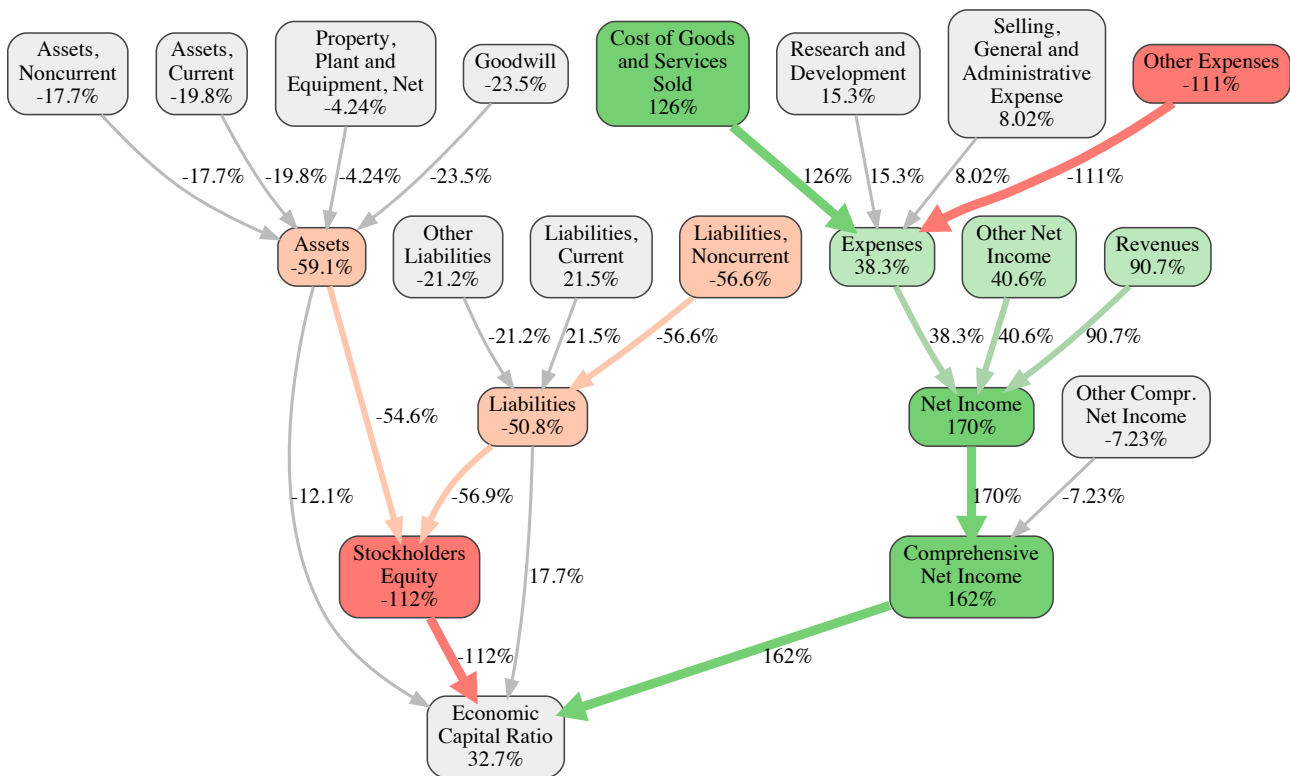 Assets,
Noncurrent
-17.7%
Assets,
Current
-19.8%
Property,
Plant and
Equipment, Net
-4.24%
Goodwill
-23.5%
Cost of Goods
and Services
Sold
126%
Research and
Development
15.3%
Selling,
General and
Administrative
Expense
8.02%
Other Expenses
-111%
-17.7%
-19.8%
-4.24%
-23.5%
126%
15.3%
8.02%
-111%
Assets
-59.1%
Other
Liabilities
-21.2%
Liabilities,
Current
21.5%
Liabilities,
Noncurrent
-56.6%
Expenses
38.3%
Other Net
Income
40.6%
Revenues
90.7%
-21.2%
21.5%
-56.6%
38.3%
40.6%
90.7%
-54.6%
Liabilities
-50.8%
Net Income
170%
Other Compr.
Net Income
-7.23%
-12.1%
-56.9%
170%
-7.23%
Stockholders
Equity
-112%
17.7%
Comprehensive
Net Income
162%
-112%
162%
Economic
Capital Ratio
32.7%